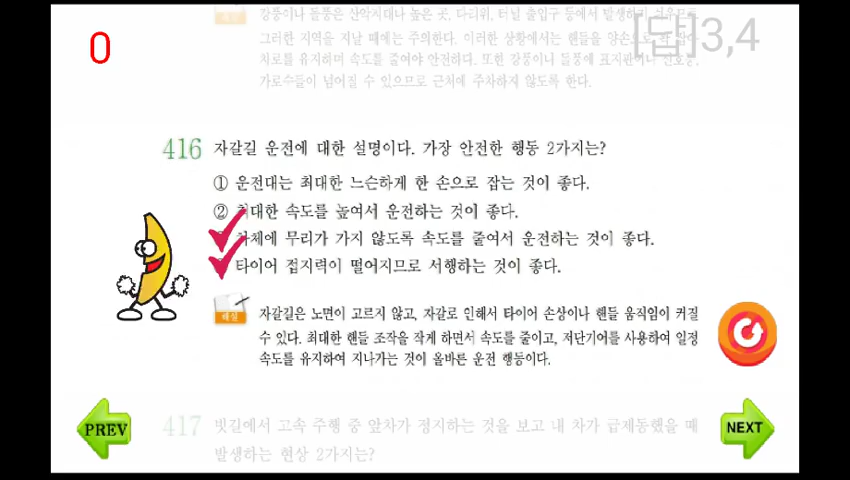 강풍이나 돌풍은 산악지대나 높은 곳, 다리위, 터널 출입구 등에서 발생하기 쉬우므로
0
[답]3,4
그러한 지역을 지날 때에는 주의한다. 이러한 상황에서는 핸들을 양손으로
차로를 유지하며 속도를 줄여야 안전하다. 또한 강풍이나 돌풍에 표지판이나 신호등,
가로수들이 넘어질 수 있으므로 근처에 주차하지 않도록 한다.
416 자갈길 운전에 대한 설명이다. 가장 안전한 행동 2가지는?
① 운전대는 최대한 느슨하게 한 손으로 잡는 것이 좋다.
② 최대한 속도를 높여서 운전하는 것이 좋다.
차체에 무리가 가지 않도록 속도를 줄여서 운전하는 것이 좋다.
타이어 접지력이 떨어지므로 서행하는 것이 좋다.
해설 자갈길은 노면이 고르지 않고, 자갈로 인해서 타이어 손상이나 핸들 움직임이 커질
수 있다. 최대한 핸들 조작을 작게 하면서 속도를 줄이고, 저단기어를 사용하여 일정
속도를 유지하여 지나가는 것이 올바른 운전 행동이다.
PREV
NEXT
417 빗길에서 고속 주행 중 앞차가 정지하는 것을 보고 내 차가 급제동했을 때
발생하는 현상 2가지는?